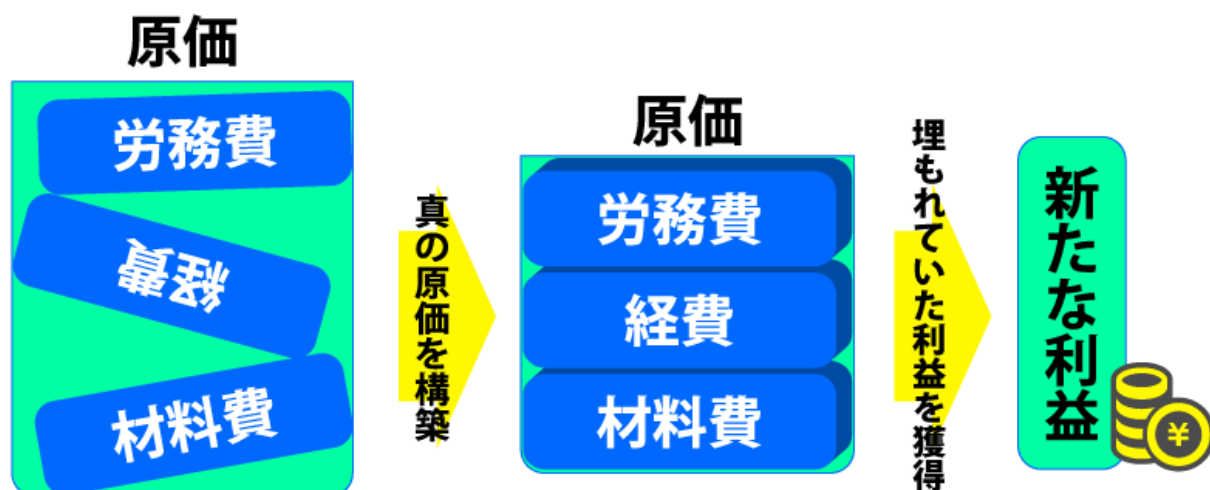 原価
労務費
経費
材料費
真の原価を構築
原価
労務費
経費
材料費
埋もれていた利益を獲得
新たな利益
¥